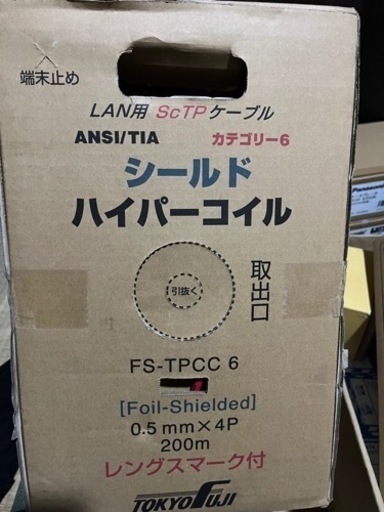 端末止め
LAN用 ScTPケーブル
ANSI/TIA カテゴリー6
シールド
ハイパーコイル
引抜く
取出口
FS-TPCC 6
[Foil-Shielded]
0.5 mm×4P
200m
レングスマーク付
TOKYO FUJI
Panasonic